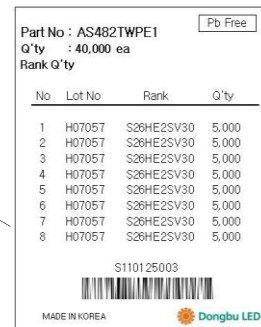 Pb Free
Part No : AS482TWPE1
Q'ty : 40,000 ea
Rank Q'ty
No Lot No Rank Q'ty
1 H07057 S26HE2SV30 5,000
2 H07057 S26HE2SV30 5,000
3 H07057 S26HE2SV30 5,000
4 H07057 S26HE2SV30 5,000
5 H07057 S26HE2SV30 5,000
6 H07057 S26HE2SV30 5,000
7 H07057 S26HE2SV30 5,000
8 H07057 S26HE2SV30 5,000
S110125003
MADE IN KOREA Dongbu LED